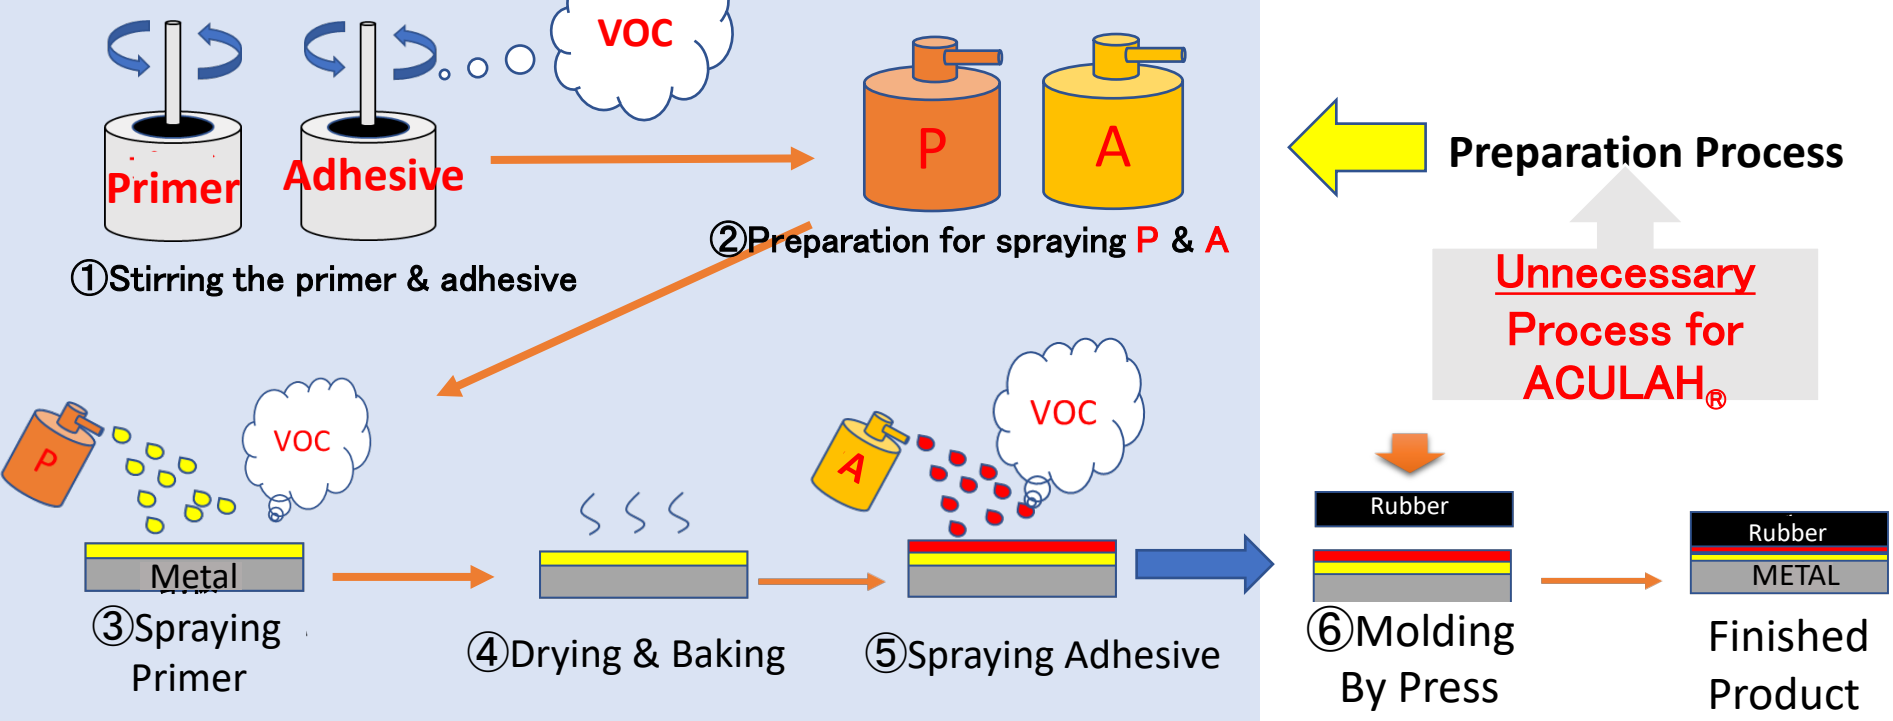 VOC
Primer
Adhesive
①Stirring the primer & adhesive
P
A
②Preparation for spraying P & A
Preparation Process
Unnecessary
Process for
ACULAH®
P
VOC
Metal
③Spraying
Primer
④Drying & Baking
A
VOC
⑤Spraying Adhesive
Rubber
⑥Molding
By Press
Rubber
METAL
Finished
Product